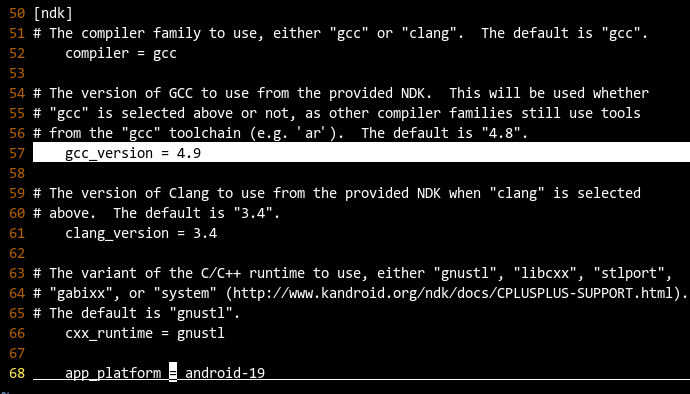 50 [ndk]
51 # The compiler family to use, either "gcc" or "clang".  The default is "gcc".
52     compiler = gcc
53
54 # The version of GCC to use from the provided NDK.  This will be used whether
55 # "gcc" is selected above or not, as other compiler families still use tools
56 # from the "gcc" toolchain (e.g. 'ar').  The default is "4.8".
57     gcc_version = 4.9
58
59 # The version of Clang to use from the provided NDK when "clang" is selected
60 # above.  The default is "3.4".
61     clang_version = 3.4
62
63 # The variant of the C/C++ runtime to use, either "gnustl", "libcxx", "stlport",
64 # "gabixx", or "system" (http://www.kandroid.org/ndk/docs/CPLUSPLUS-SUPPORT.html).
65 # The default is "gnustl".
66     cxx_runtime = gnustl
67
68     app_platform = android-19